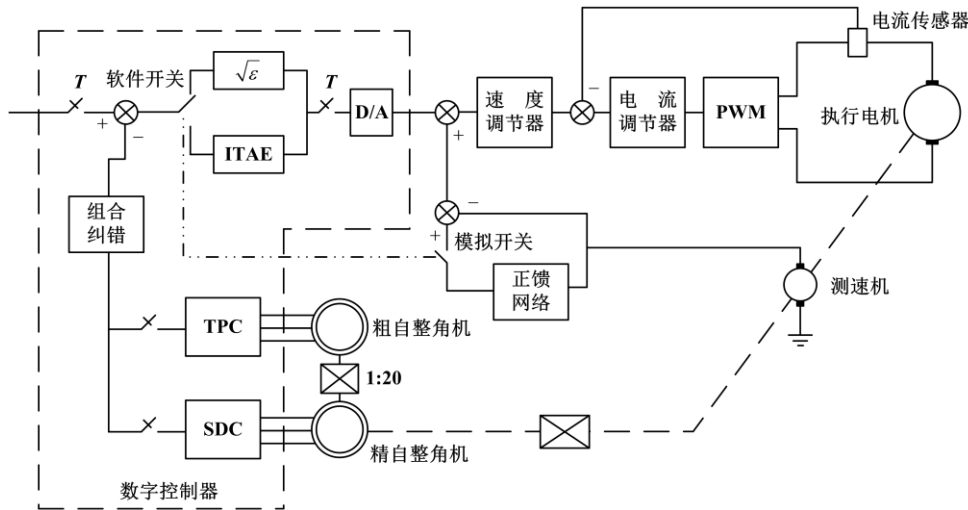 电流传感器
T
软件开关
√ε
T
D/A
+
−
ITAE
+
速 度
调节器
−
电 流
调节器
PWM
执行电机
组合
纠错
−
+
模拟开关
正馈
网络
测速机
TPC
粗自整角机
1:20
SDC
精自整角机
数字控制器